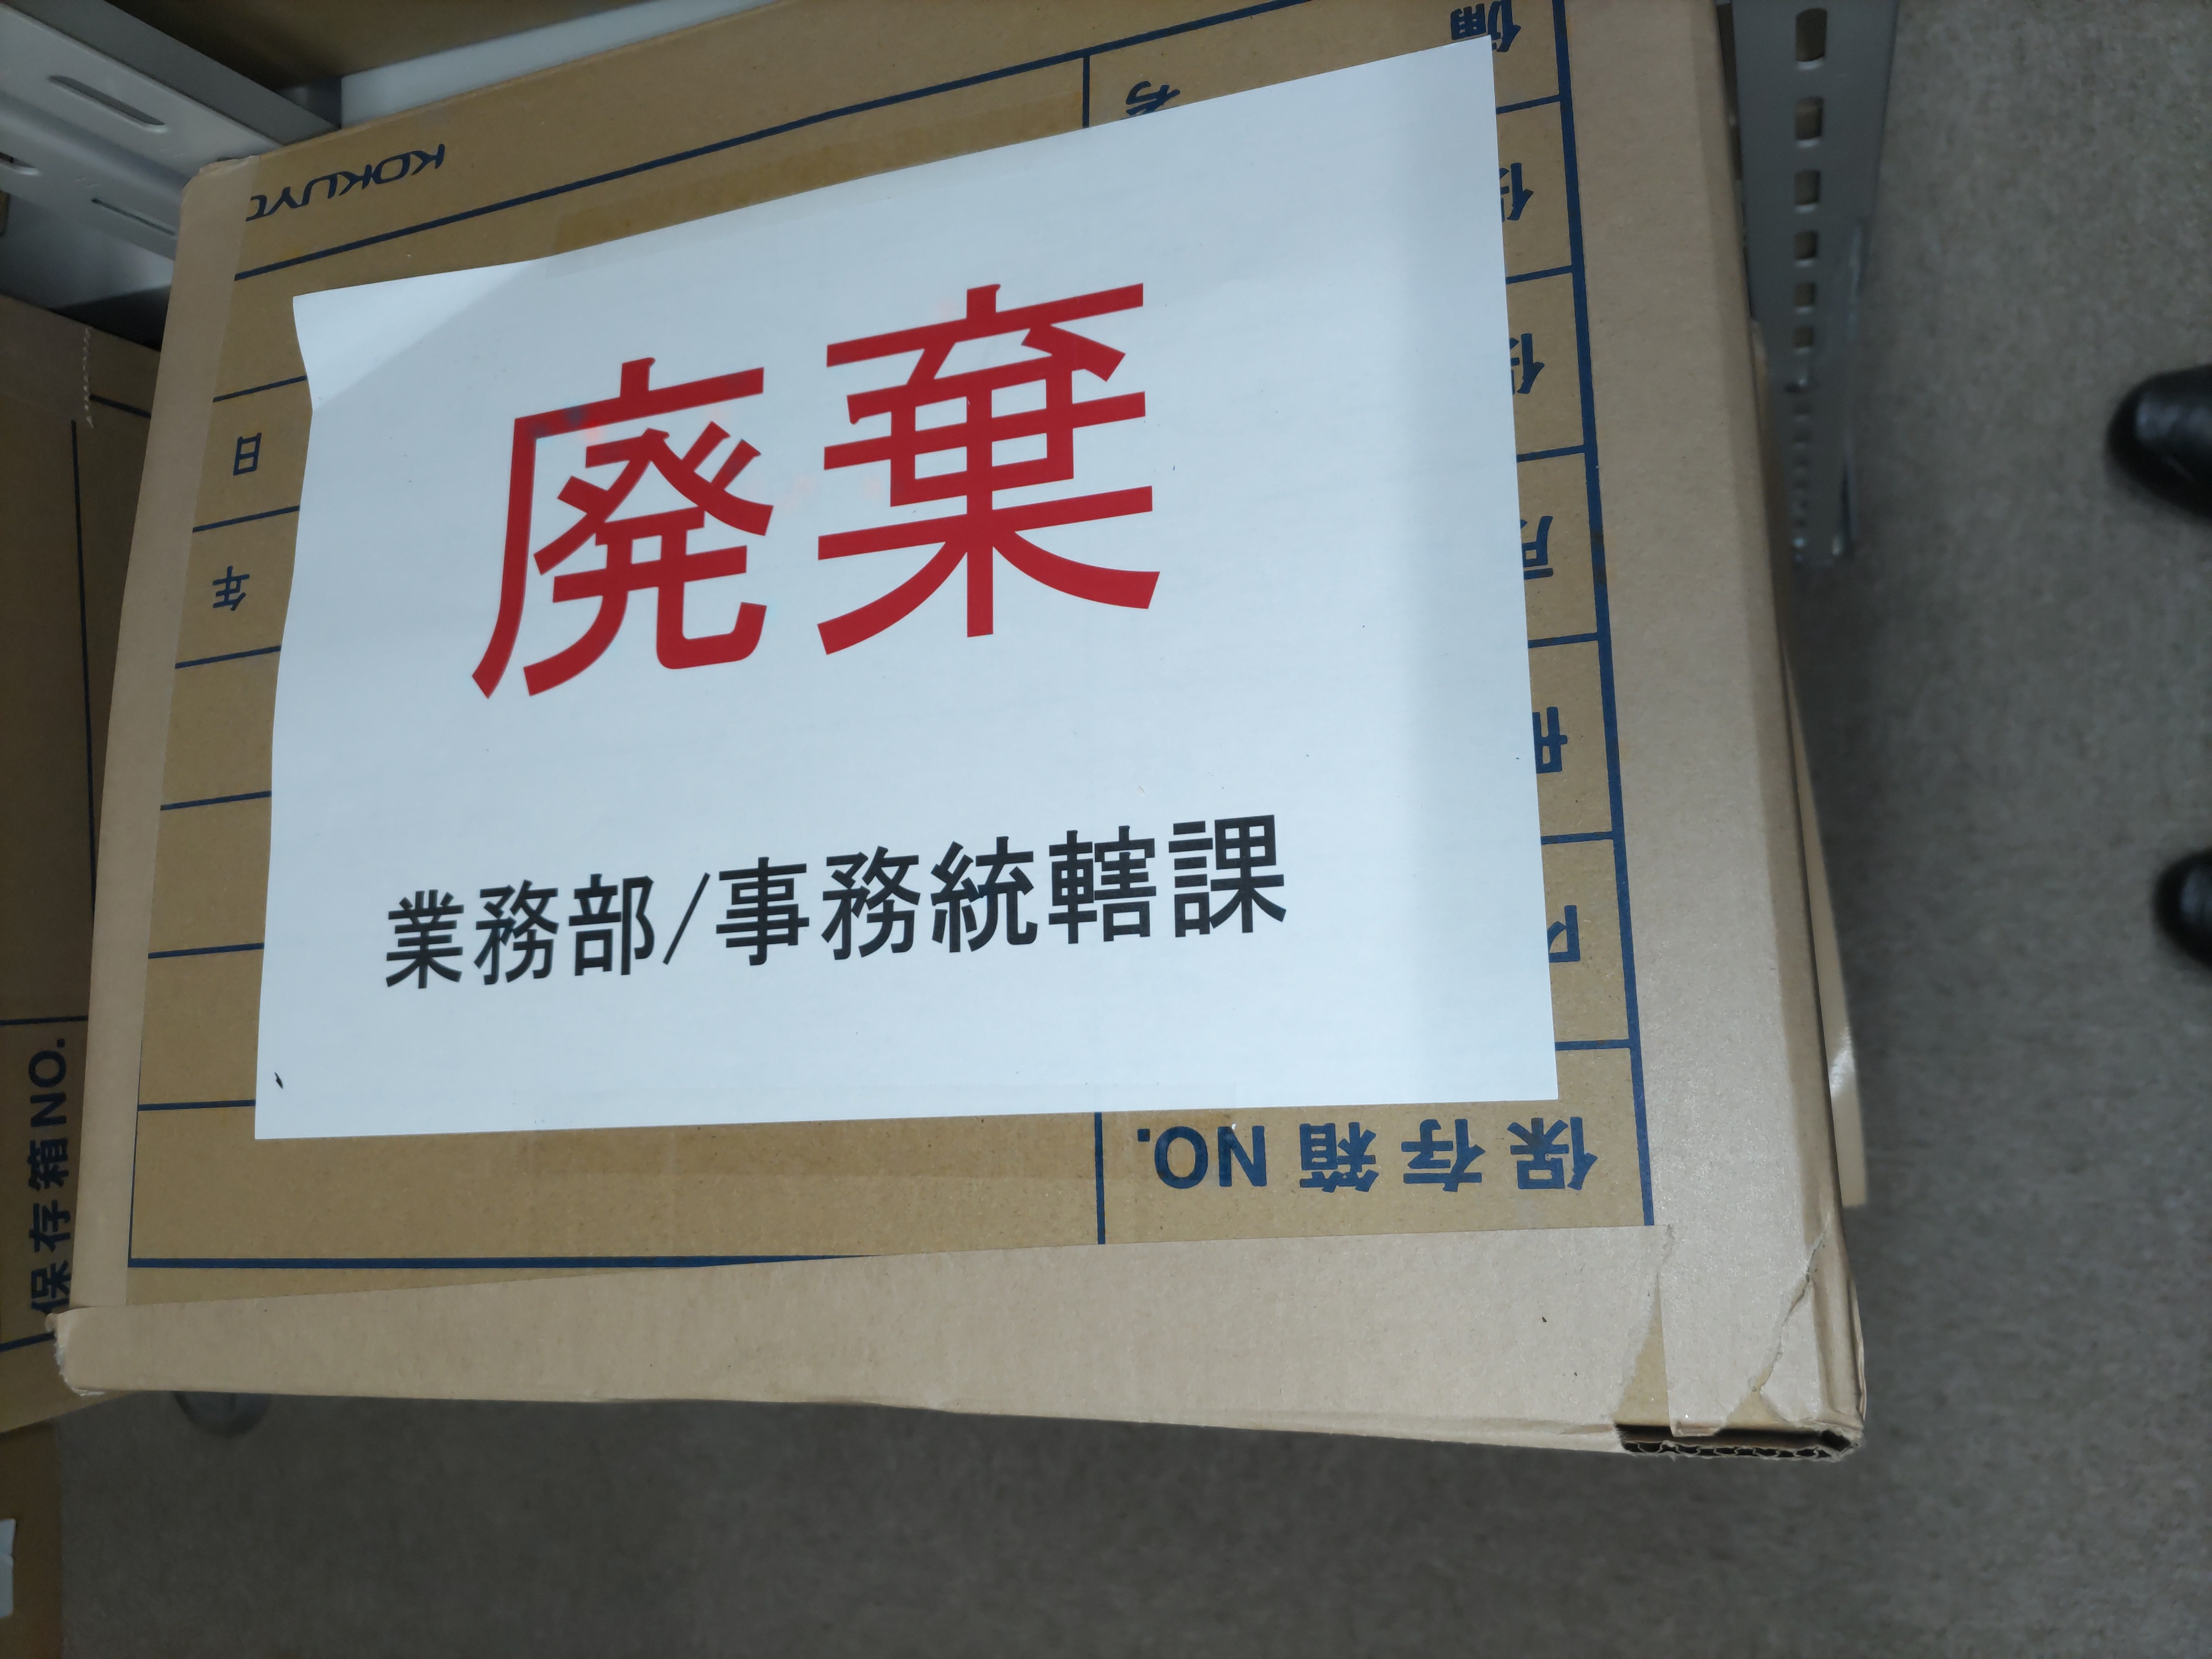 KOKUYO
廃棄
業務部/事務統轄課
日
年
保存箱NO.
保存箱NO.